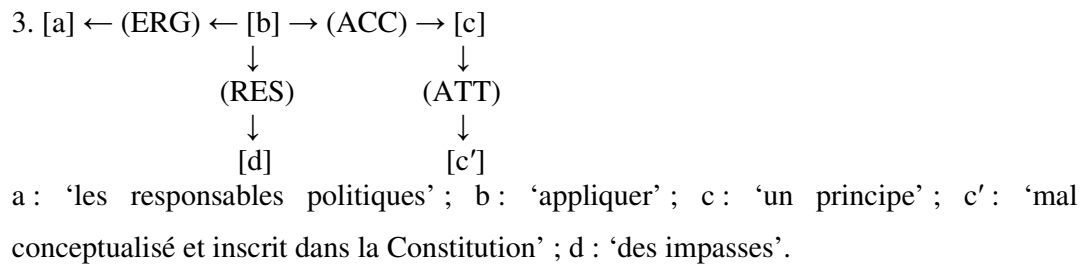 3. [a] ← (ERG) ← [b] → (ACC) → [c]
↓ ↓
(RES) (ATT)
↓ ↓
[d] [c′]
a : ‘les responsables politiques’ ; b : ‘appliquer’ ; c : ‘un principe’ ; c′ : ‘mal
conceptualisé et inscrit dans la Constitution’ ; d : ‘des impasses’.